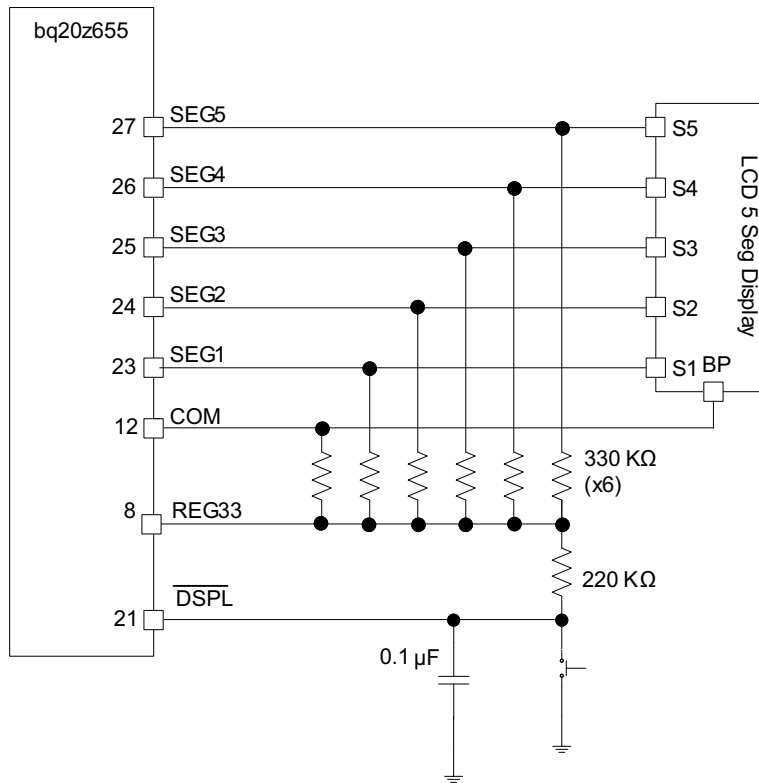 bq20z655
27 SEG5
26 SEG4
25 SEG3
24 SEG2
23 SEG1
12 COM
8 REG33
21 DSPL
S5
S4
S3
S2
S1 BP
LCD 5 Seg Display
330 KΩ
(x6)
220 KΩ
0.1 µF